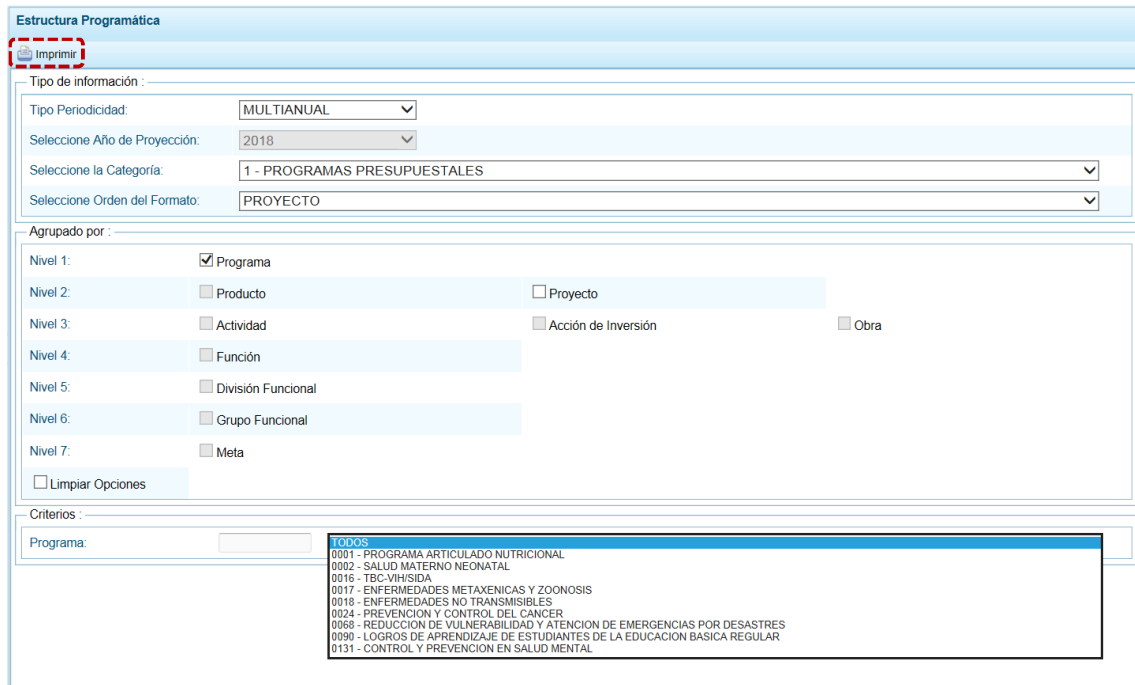 Estructura Programática
Imprimir
Tipo de información :
Tipo Periodicidad: MULTIANUAL
Seleccione Año de Proyección: 2018
Seleccione la Categoría: 1 - PROGRAMAS PRESUPUESTALES
Seleccione Orden del Formato: PROYECTO
Agrupado por :
Nivel 1: Programa
Nivel 2: Producto Proyecto
Nivel 3: Actividad Acción de Inversión Obra
Nivel 4: Función
Nivel 5: División Funcional
Nivel 6: Grupo Funcional
Nivel 7: Meta
Limpiar Opciones
Criterios :
Programa: TODOS
0001 - PROGRAMA ARTICULADO NUTRICIONAL
0002 - SALUD MATERNO NEONATAL
0016 - TBC-VIH/SIDA
0017 - ENFERMEDADES METAXENICAS Y ZOONOSIS
0018 - ENFERMEDADES NO TRANSMISIBLES
0024 - PREVENCION Y CONTROL DEL CANCER
0068 - REDUCCION DE VULNERABILIDAD Y ATENCION DE EMERGENCIAS POR DESASTRES
0090 - LOGROS DE APRENDIZAJE DE ESTUDIANTES DE LA EDUCACION BASICA REGULAR
0131 - CONTROL Y PREVENCION EN SALUD MENTAL